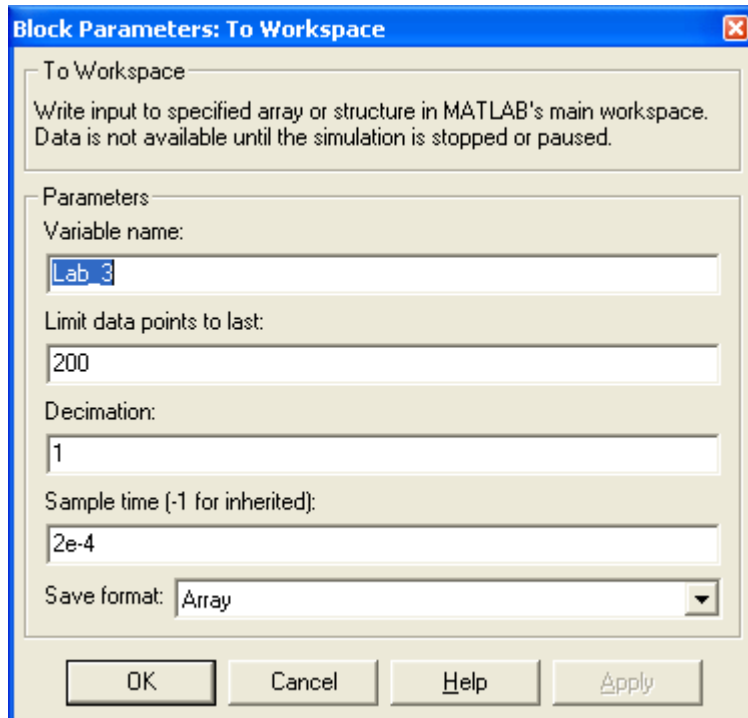 Block Parameters: To Workspace
To Workspace
Write input to specified array or structure in MATLAB's main workspace.
Data is not available until the simulation is stopped or paused.
Parameters
Variable name:
Lab_3
Limit data points to last:
200
Decimation:
1
Sample time (-1 for inherited):
2e-4
Save format: Array
OK Cancel Help Apply